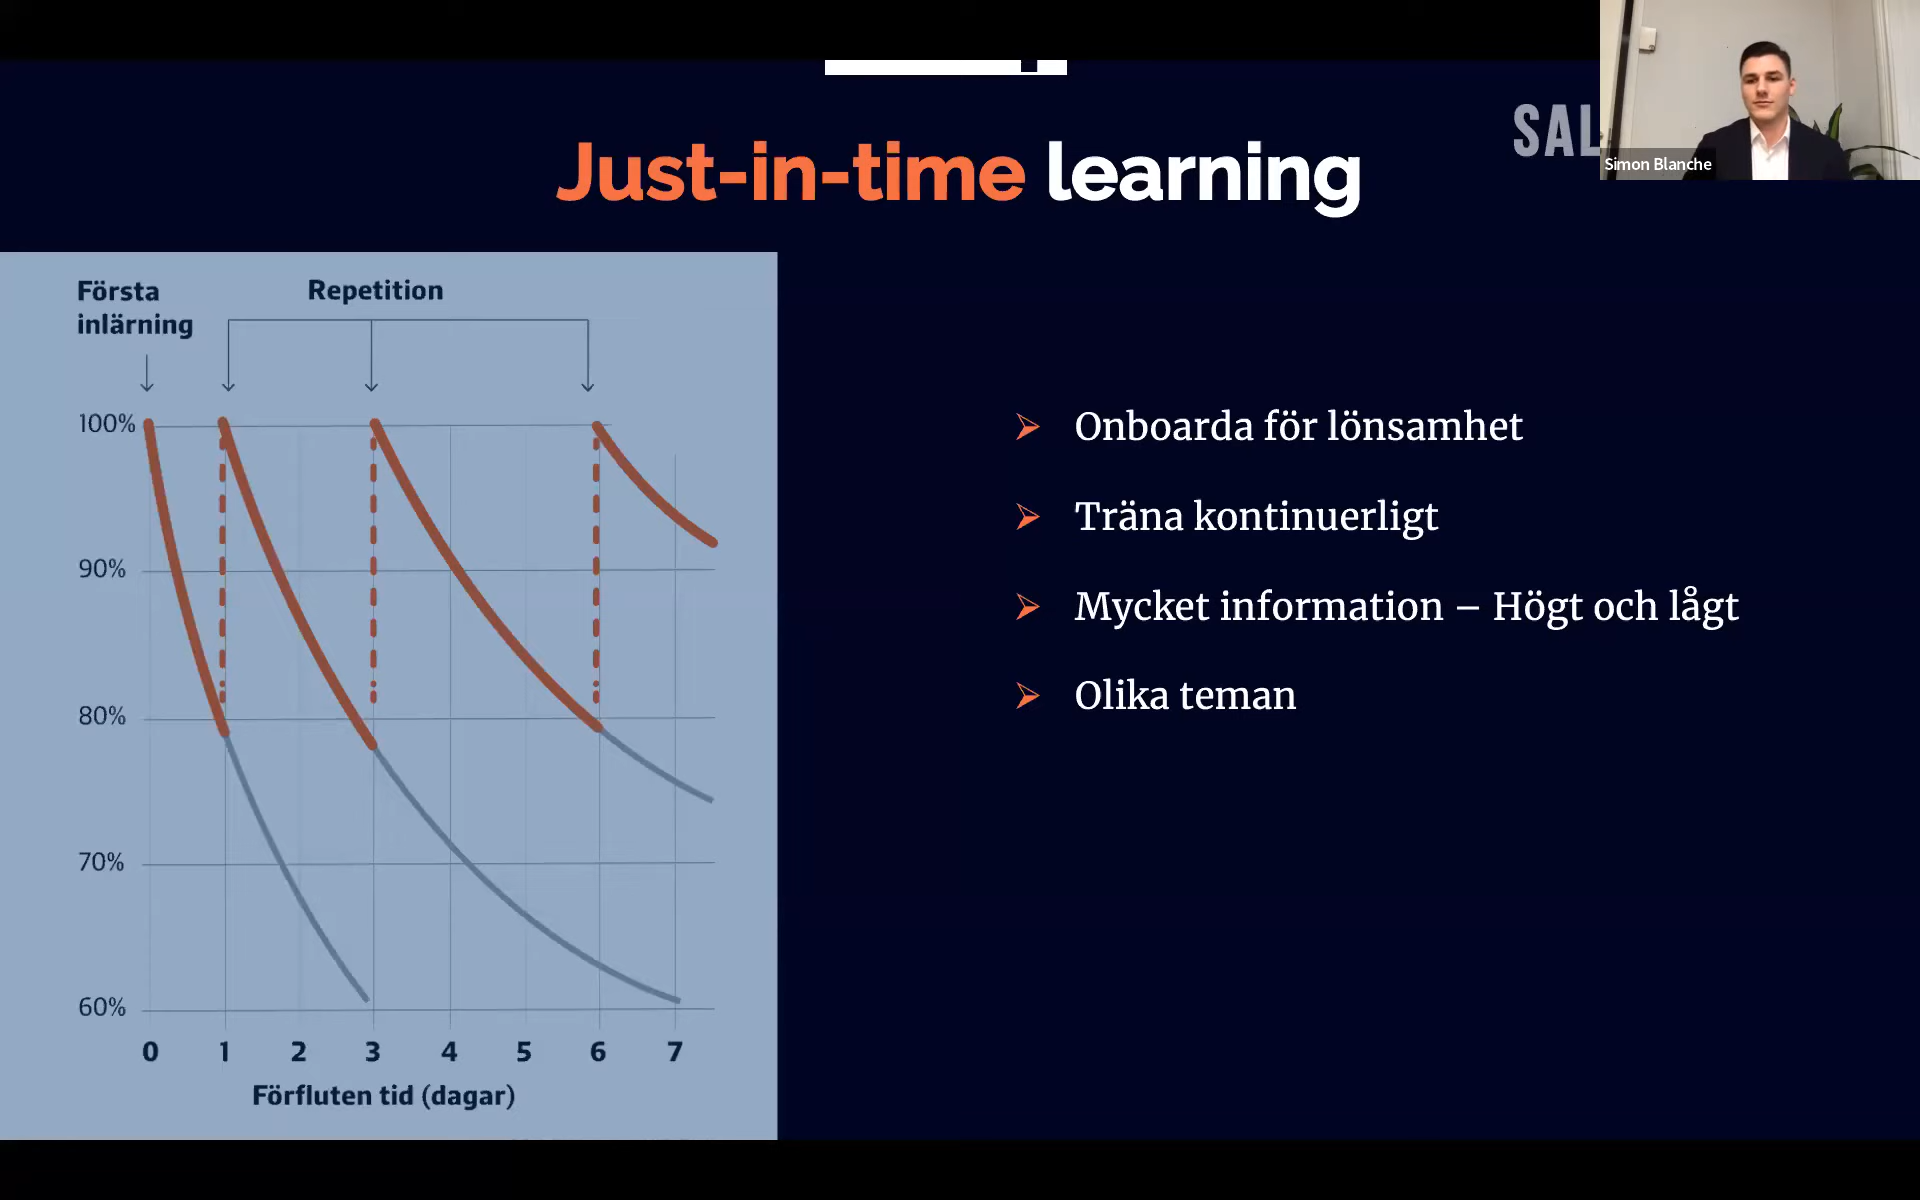 SAL
Simon Blanche
Just-in-time learning
Första
inlärning
Repetition
100%
90%
80%
70%
60%
0 1 2 3 4 5 6 7
Förfluten tid (dagar)
Onboarda för lönsamhet
Träna kontinuerligt
Mycket information – Högt och lågt
Olika teman